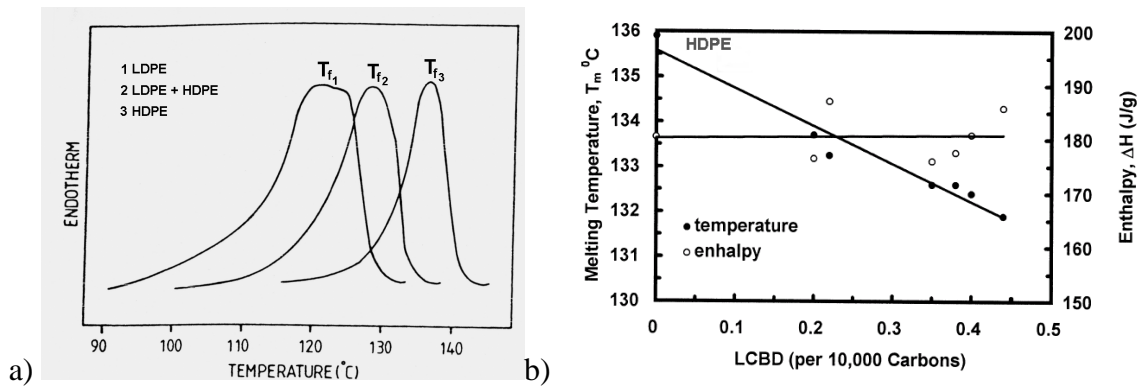 1 LDPE
2 LDPE + HDPE
3 HDPE
Tf1
Tf2
Tf3
ENDOTHERM
90 100 110 120 130 140
TEMPERATURE(°C)
a)
HDPE
136
135
134
133
132
131
130
Melting Temperature, Tm ⁰C
temperature
enhalpy
200
190
180
170
160
150
Enthalpy, ΔH (J/g)
0 0.1 0.2 0.3 0.4 0.5
LCBD (per 10,000 Carbons)
b)